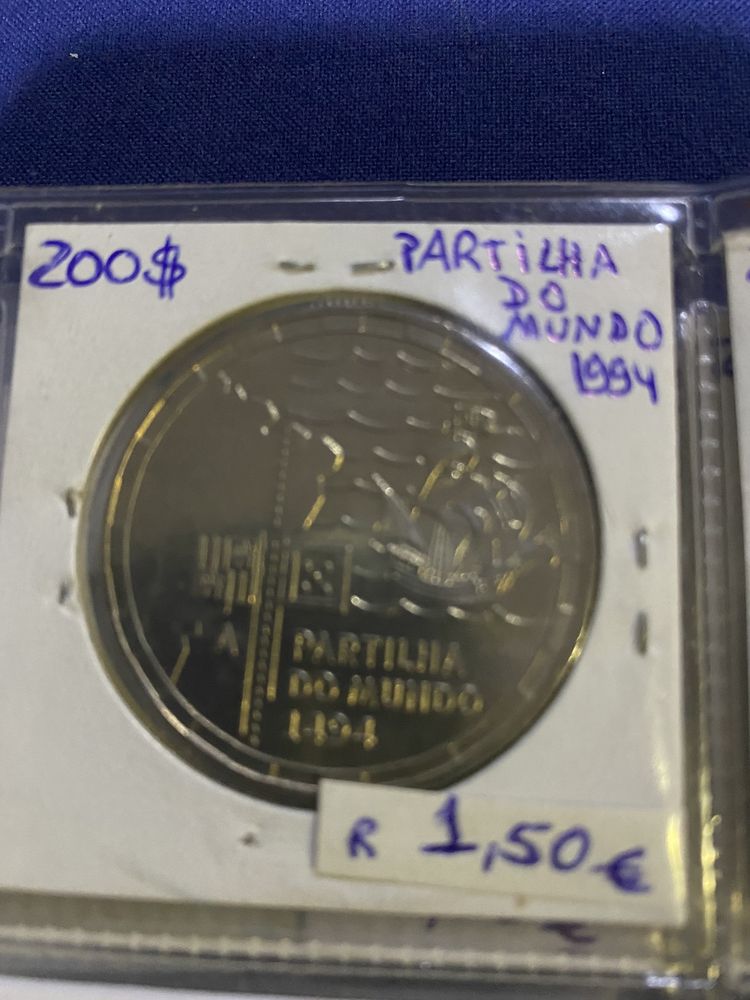 200$
PARTiLHA
DO
MUNDO
1994
A
PARTILHA
DO MUNDO
1494
R 1,50 €